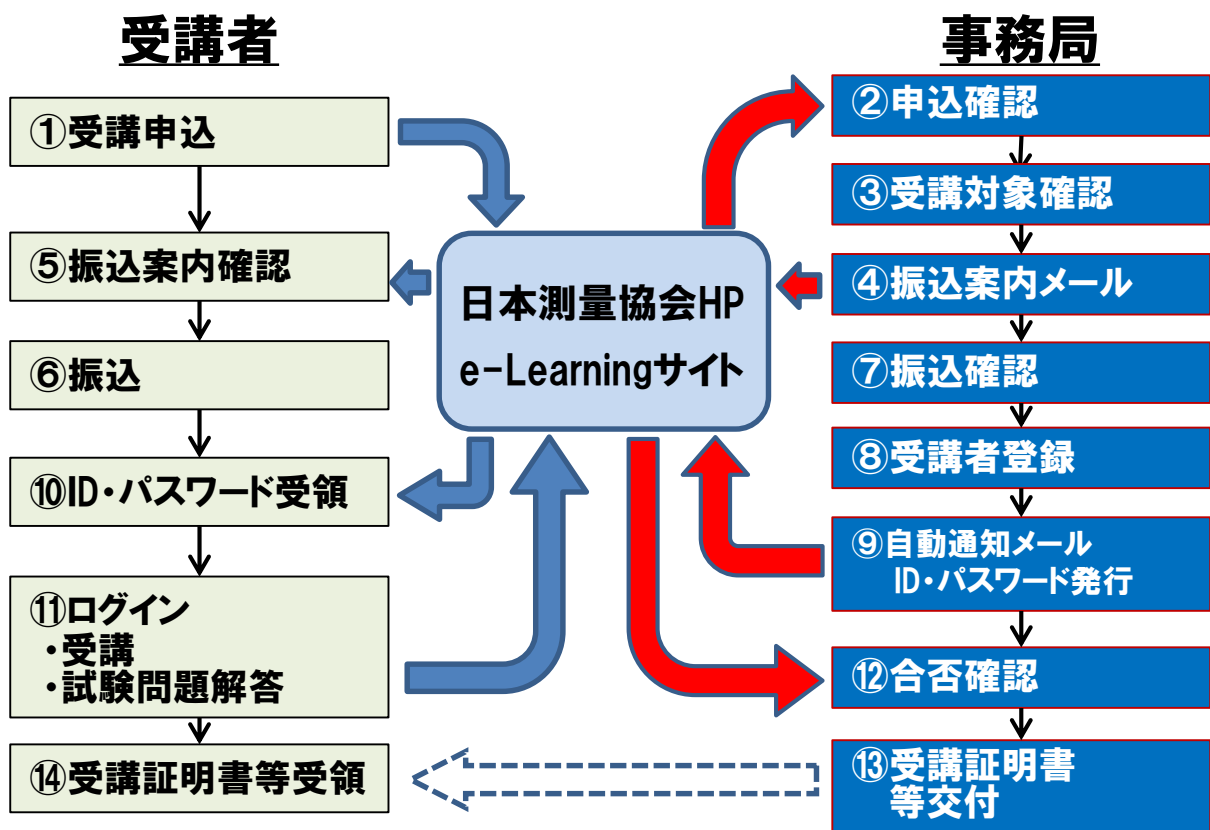 受講者
事務局
①受講申込
⑤振込案内確認
⑥振込
⑩ID・パスワード受領
⑪ログイン
・受講
・試験問題解答
⑭受講証明書等受領
日本測量協会HP
e-Learningサイト
②申込確認
③受講対象確認
④振込案内メール
⑦振込確認
⑧受講者登録
⑨自動通知メール
ID・パスワード発行
⑫合否確認
⑬受講証明書
等交付